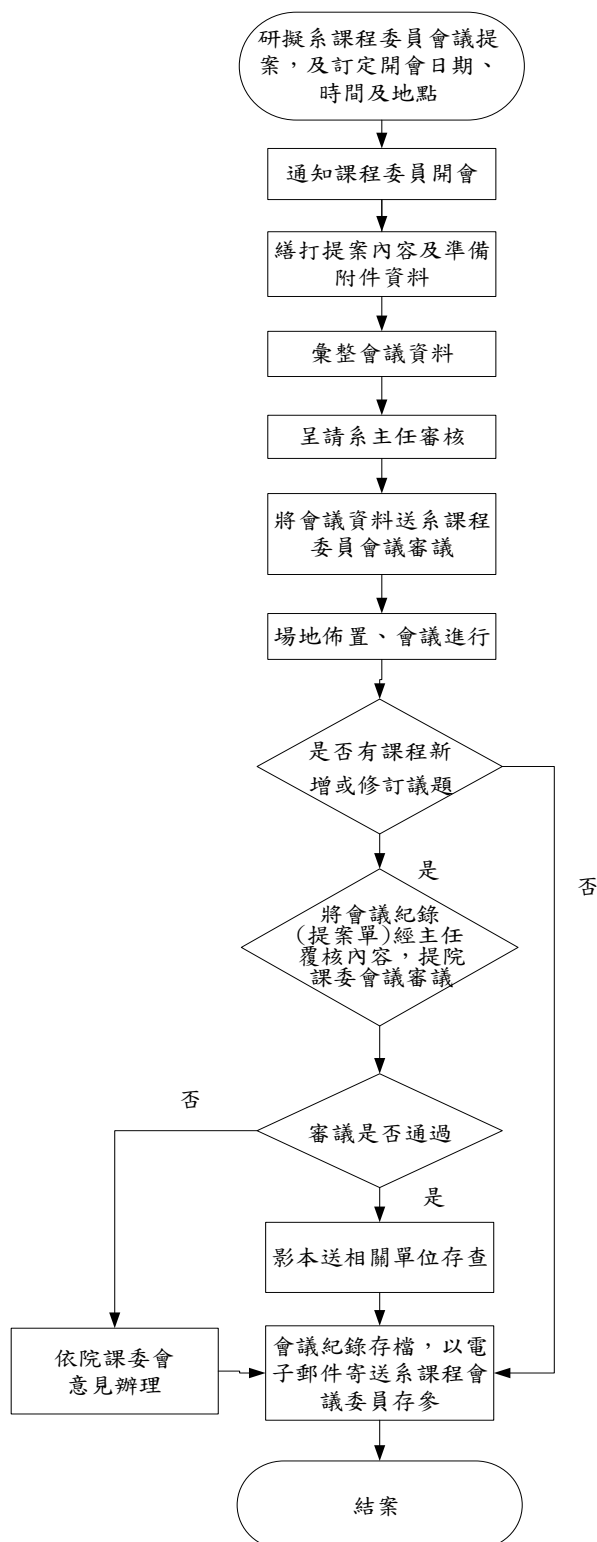 研擬系課程委員會議提
案，及訂定開會日期、
時間及地點
通知課程委員開會
繕打提案內容及準備
附件資料
彙整會議資料
呈請系主任審核
將會議資料送系課程
委員會議審議
場地佈置、會議進行
是否有課程新
增或修訂議題
是
否
將會議紀錄
(提案單)經主任
覆核內容，提院
課委會議審議
否
審議是否通過
是
影本送相關單位存查
依院課委會
意見辦理
會議紀錄存檔，以電
子郵件寄送系課程會
議委員存參
結案